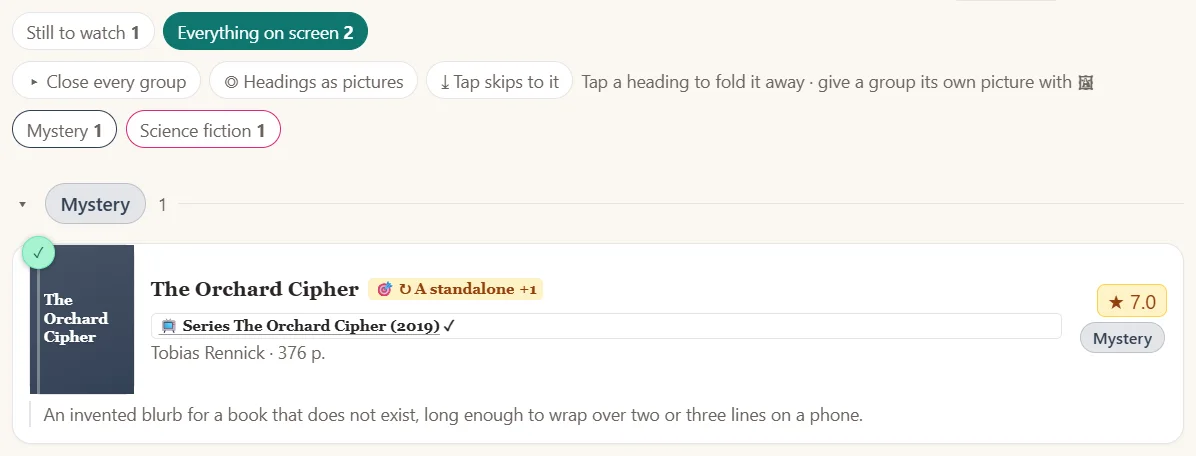 Still to watch 1
Everything on screen 2
▸ Close every group
◎ Headings as pictures
⤓ Tap skips to it
Tap a heading to fold it away · give a group its own picture with 🖼
Mystery 1
Science fiction 1
▾ Mystery 1
✓
The
Orchard
Cipher
The Orchard Cipher
🎯 ↻ A standalone +1
📺 Series The Orchard Cipher (2019) ✓
Tobias Rennick · 376 p.
★ 7.0
Mystery
An invented blurb for a book that does not exist, long enough to wrap over two or three lines on a phone.